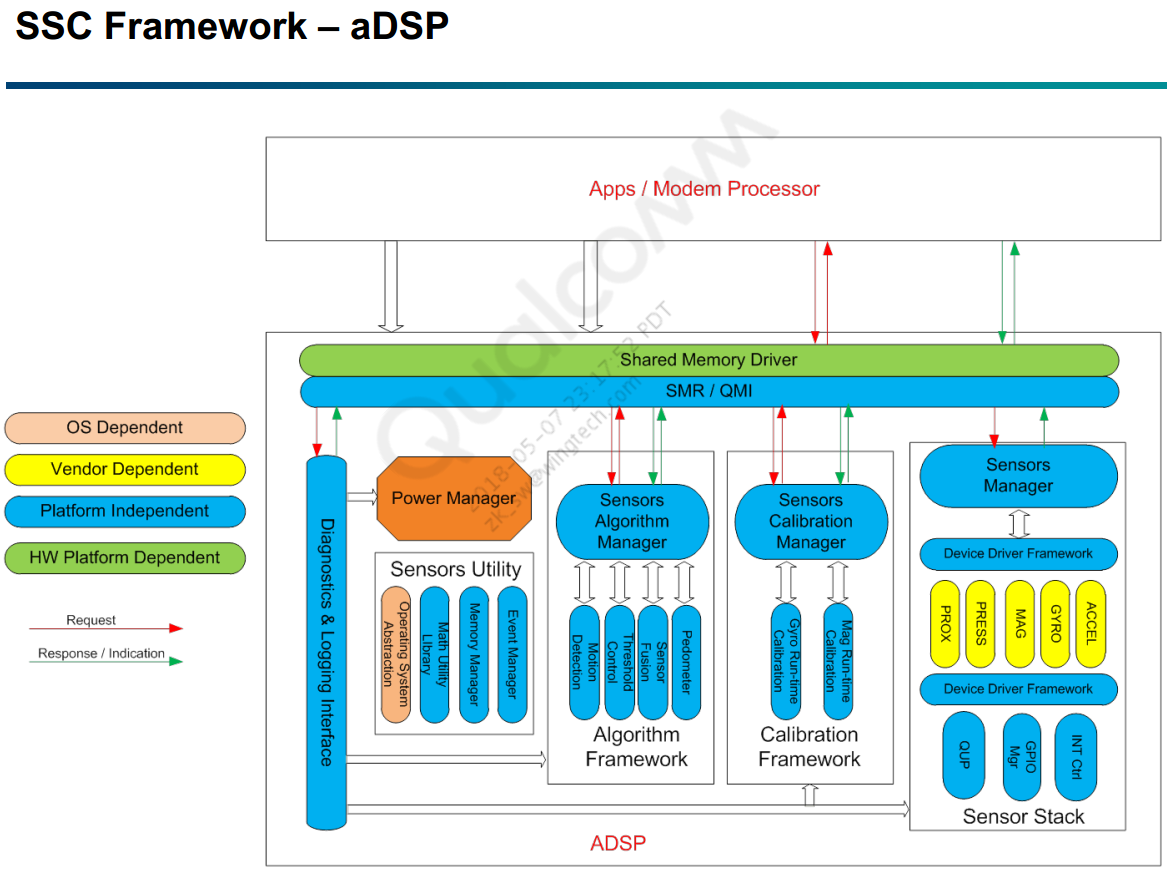 SSC Framework – aDSP
Apps / Modem Processor
Shared Memory Driver
SMR / QMI
OS Dependent
Vendor Dependent
Platform Independent
HW Platform Dependent
Request
Response / Indication
Diagnostics & Logging Interface
Power Manager
Sensors Utility
Operating System
Abstraction
Math Utility
Library
Memory Manager
Event Manager
Sensors
Algorithm
Manager
Motion
Detection
Threshold
Control
Sensor
Fusion
Pedometer
Algorithm
Framework
Sensors
Calibration
Manager
Gyro Run-time
Calibration
Mag Run-time
Calibration
Calibration
Framework
Sensors
Manager
Device Driver Framework
PROX
PRESS
MAG
GYRO
ACCEL
Device Driver Framework
QUP
GPIO
Mgr
INT Ctrl
Sensor Stack
ADSP
Qualcomm
2018-05-07 23:17:52 PDT
zk_sw@wingtech.com